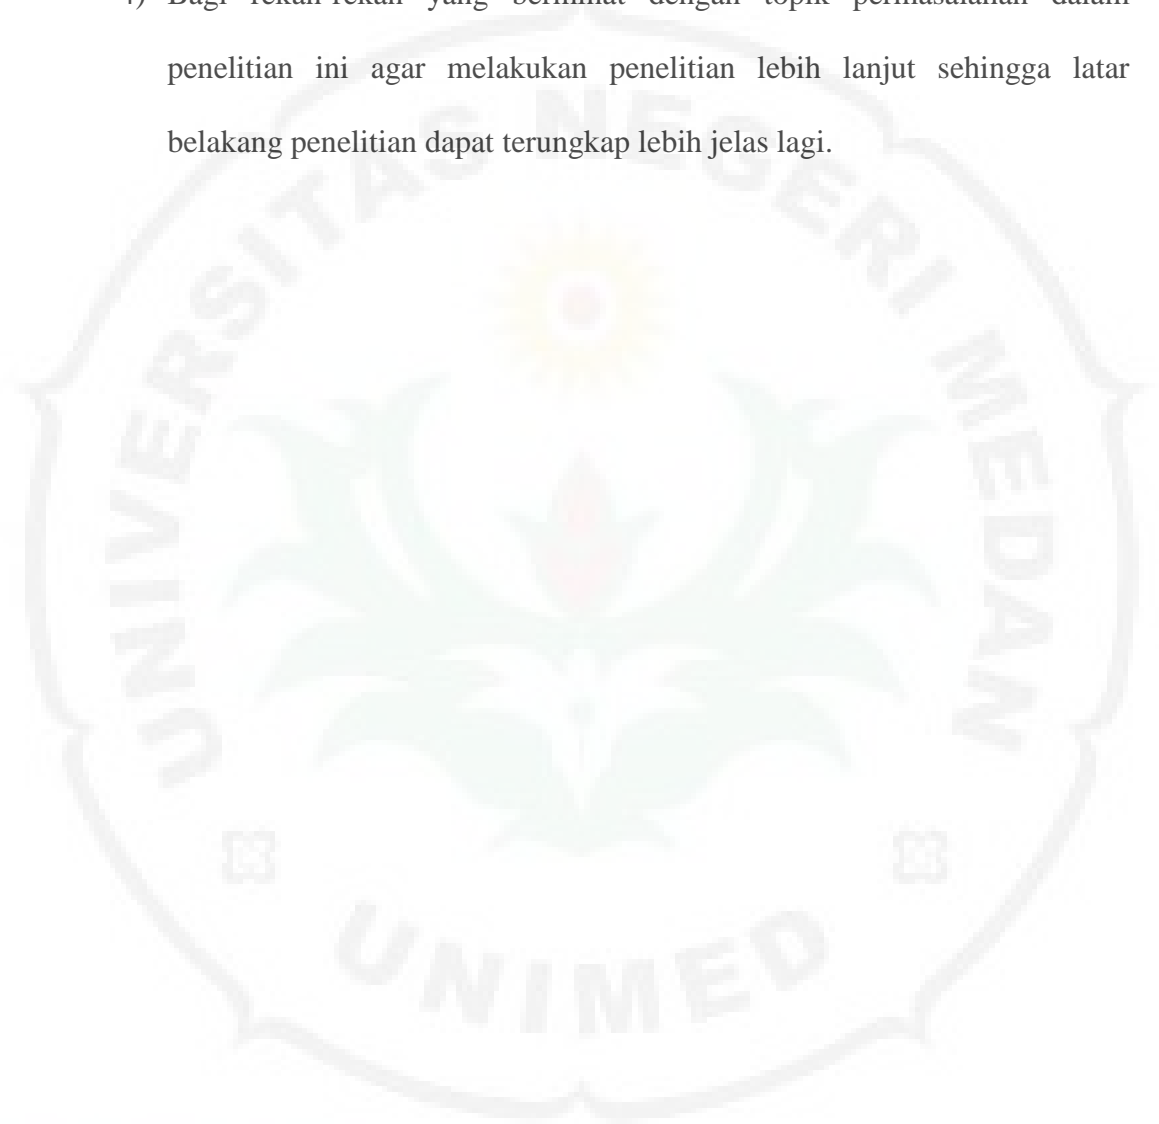 4) Bagi rekan-rekan yang berminat dengan topik permasalahan dalam
penelitian ini agar melakukan penelitian lebih lanjut sehingga latar
belakang penelitian dapat terungkap lebih jelas lagi.
UNIVERSITAS NEGERI MEDAN
UNIMED